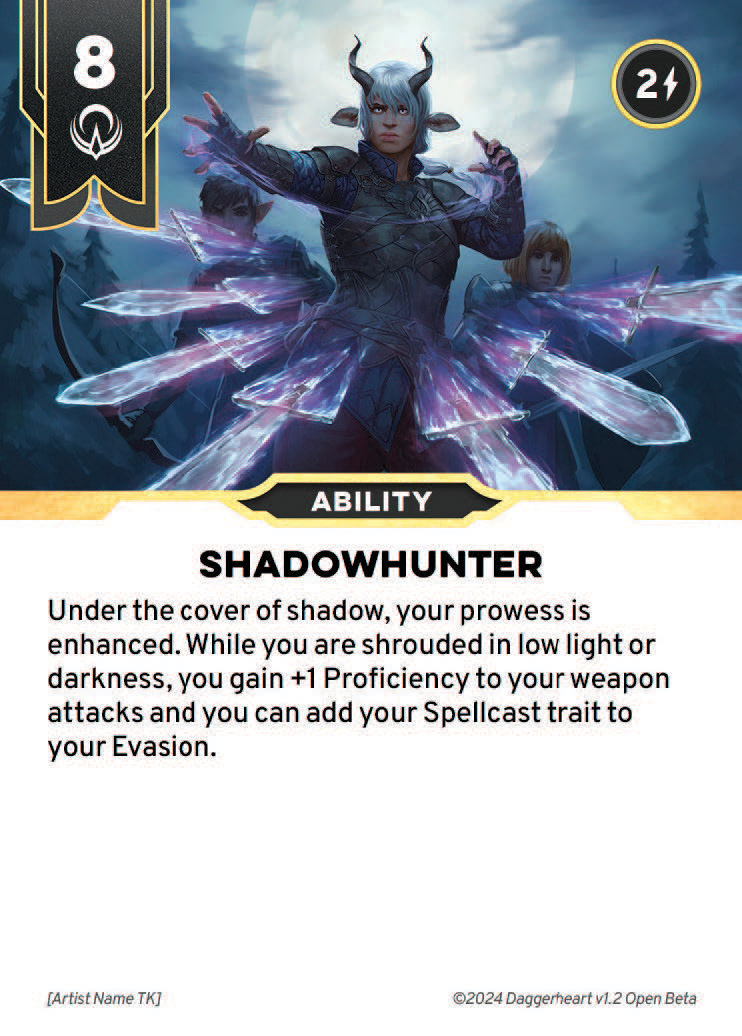 8
2
ABILITY
SHADOWHUNTER
Under the cover of shadow, your prowess is
enhanced. While you are shrouded in low light or
darkness, you gain +1 Proficiency to your weapon
attacks and you can add your Spellcast trait to
your Evasion.
[Artist Name TK]
©2024 Daggerheart v1.2 Open Beta